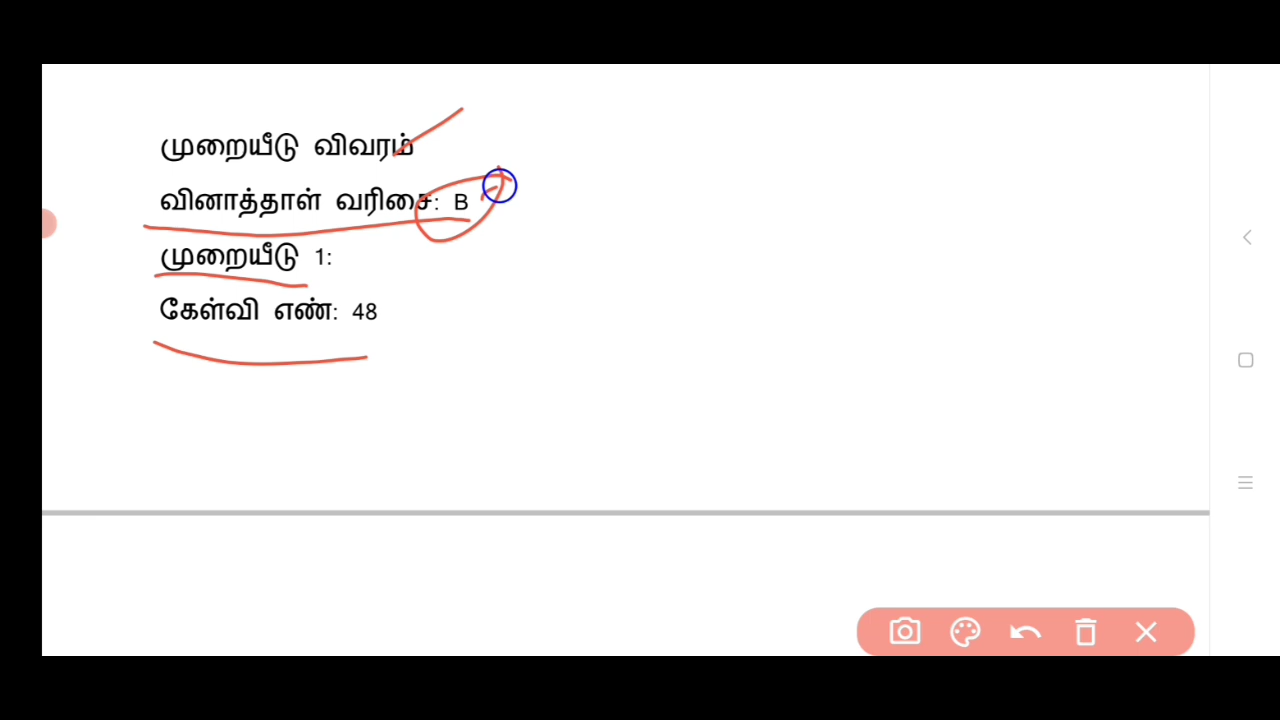 முறையீடு விவரம்
வினாத்தாள் வரிசை: B
முறையீடு 1:
கேள்வி எண்: 48